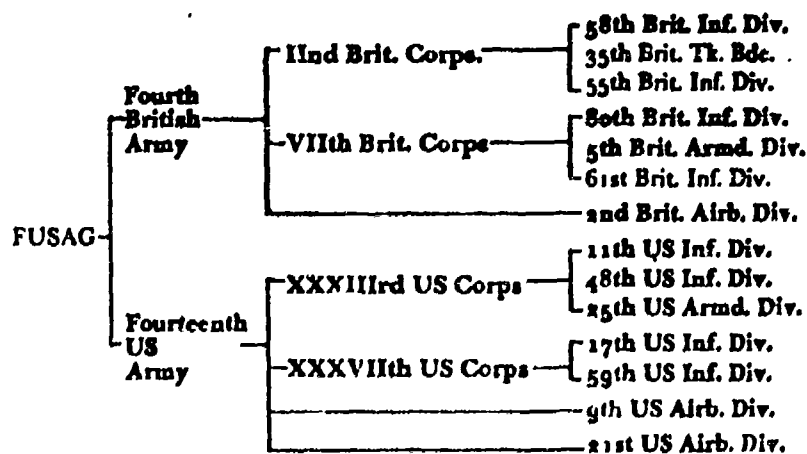 58th Brit. Inf. Div.
IInd Brit. Corps.
35th Brit. Tk. Bde.
55th Brit. Inf. Div.
Fourth
British
Army
80th Brit. Inf. Div.
VIIth Brit. Corps
5th Brit. Armd. Div.
61st Brit. Inf. Div.
2nd Brit. Airb. Div.
FUSAG
11th US Inf. Div.
XXXIIIrd US Corps
48th US Inf. Div.
25th US Armd. Div.
Fourteenth
US
Army
17th US Inf. Div.
XXXVIIth US Corps
59th US Inf. Div.
9th US Airb. Div.
21st US Airb. Div.